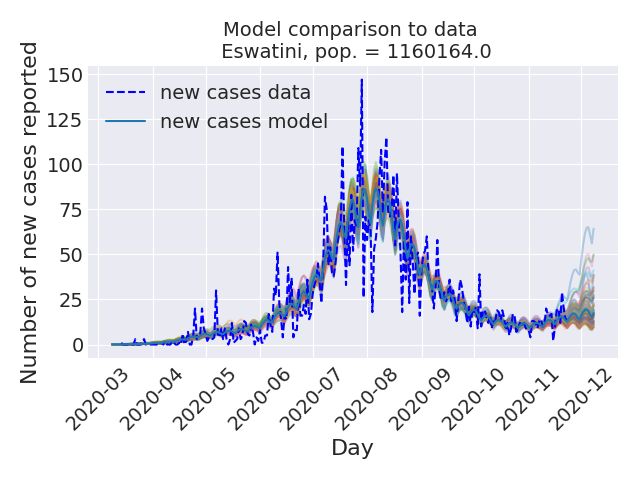 Model comparison to data
Eswatini, pop. = 1160164.0
Number of new cases reported
150
125
100
75
50
25
0
new cases data
new cases model
2020-03
2020-04
2020-05
2020-06
2020-07
2020-08
2020-09
2020-10
2020-11
2020-12
Day